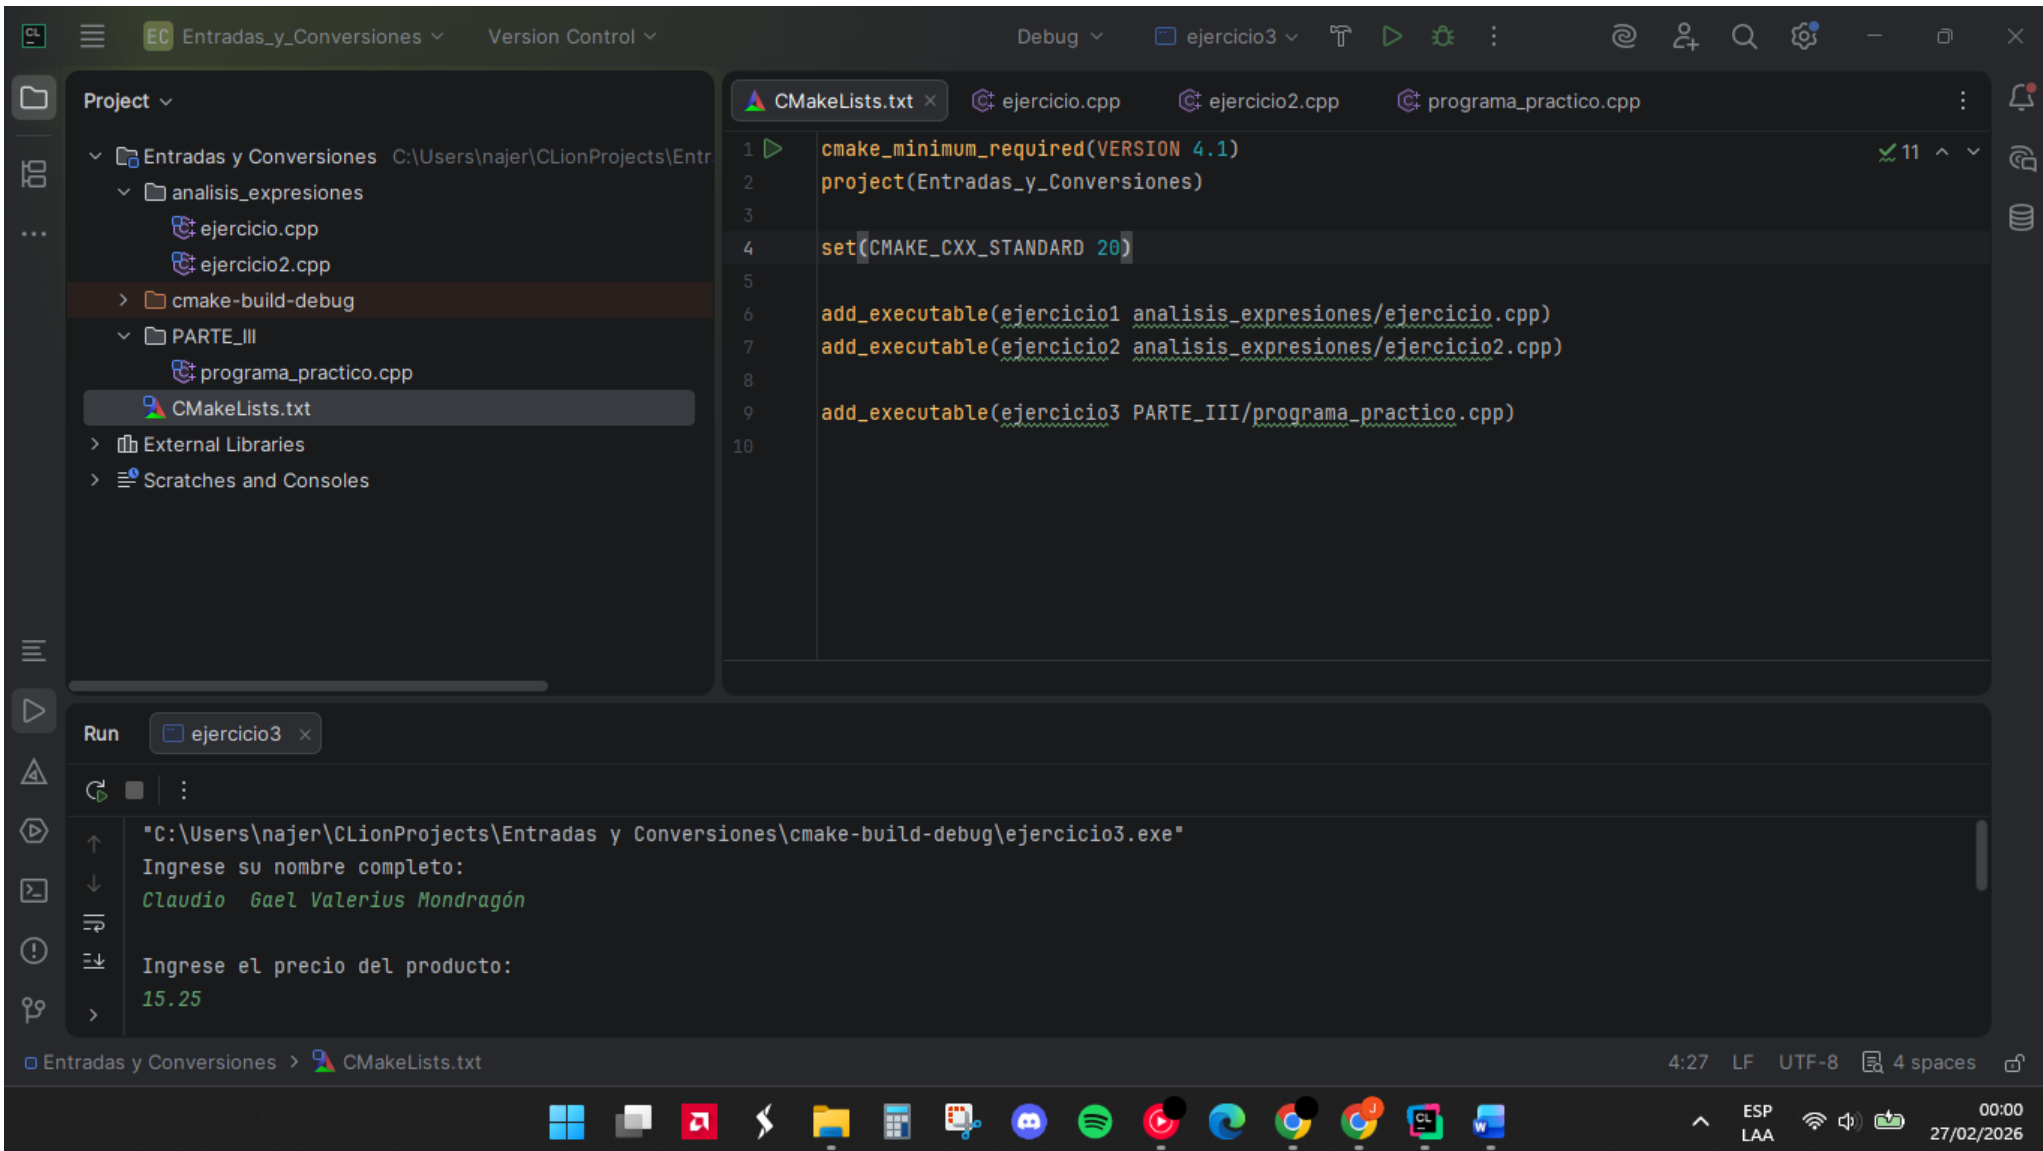 CL
EC Entradas_y_Conversiones
Version Control
Debug
ejercicio3
Project
Entradas y Conversiones C:\Users\najer\CLionProjects\Entr
analisis_expresiones
ejercicio.cpp
ejercicio2.cpp
cmake-build-debug
PARTE_III
programa_practico.cpp
CMakeLists.txt
External Libraries
Scratches and Consoles
CMakeLists.txt
ejercicio.cpp
ejercicio2.cpp
programa_practico.cpp
11
1 cmake_minimum_required(VERSION 4.1)
2 project(Entradas_y_Conversiones)
3
4 set(CMAKE_CXX_STANDARD 20)
5
6 add_executable(ejercicio1 analisis_expresiones/ejercicio.cpp)
7 add_executable(ejercicio2 analisis_expresiones/ejercicio2.cpp)
8
9 add_executable(ejercicio3 PARTE_III/programa_practico.cpp)
10
Run
ejercicio3
"C:\Users\najer\CLionProjects\Entradas y Conversiones\cmake-build-debug\ejercicio3.exe"
Ingrese su nombre completo:
Claudio  Gael Valerius Mondragón
Ingrese el precio del producto:
15.25
Entradas y Conversiones > CMakeLists.txt
4:27 LF UTF-8 4 spaces
J
CL
W
ESP
LAA
00:00
27/02/2026